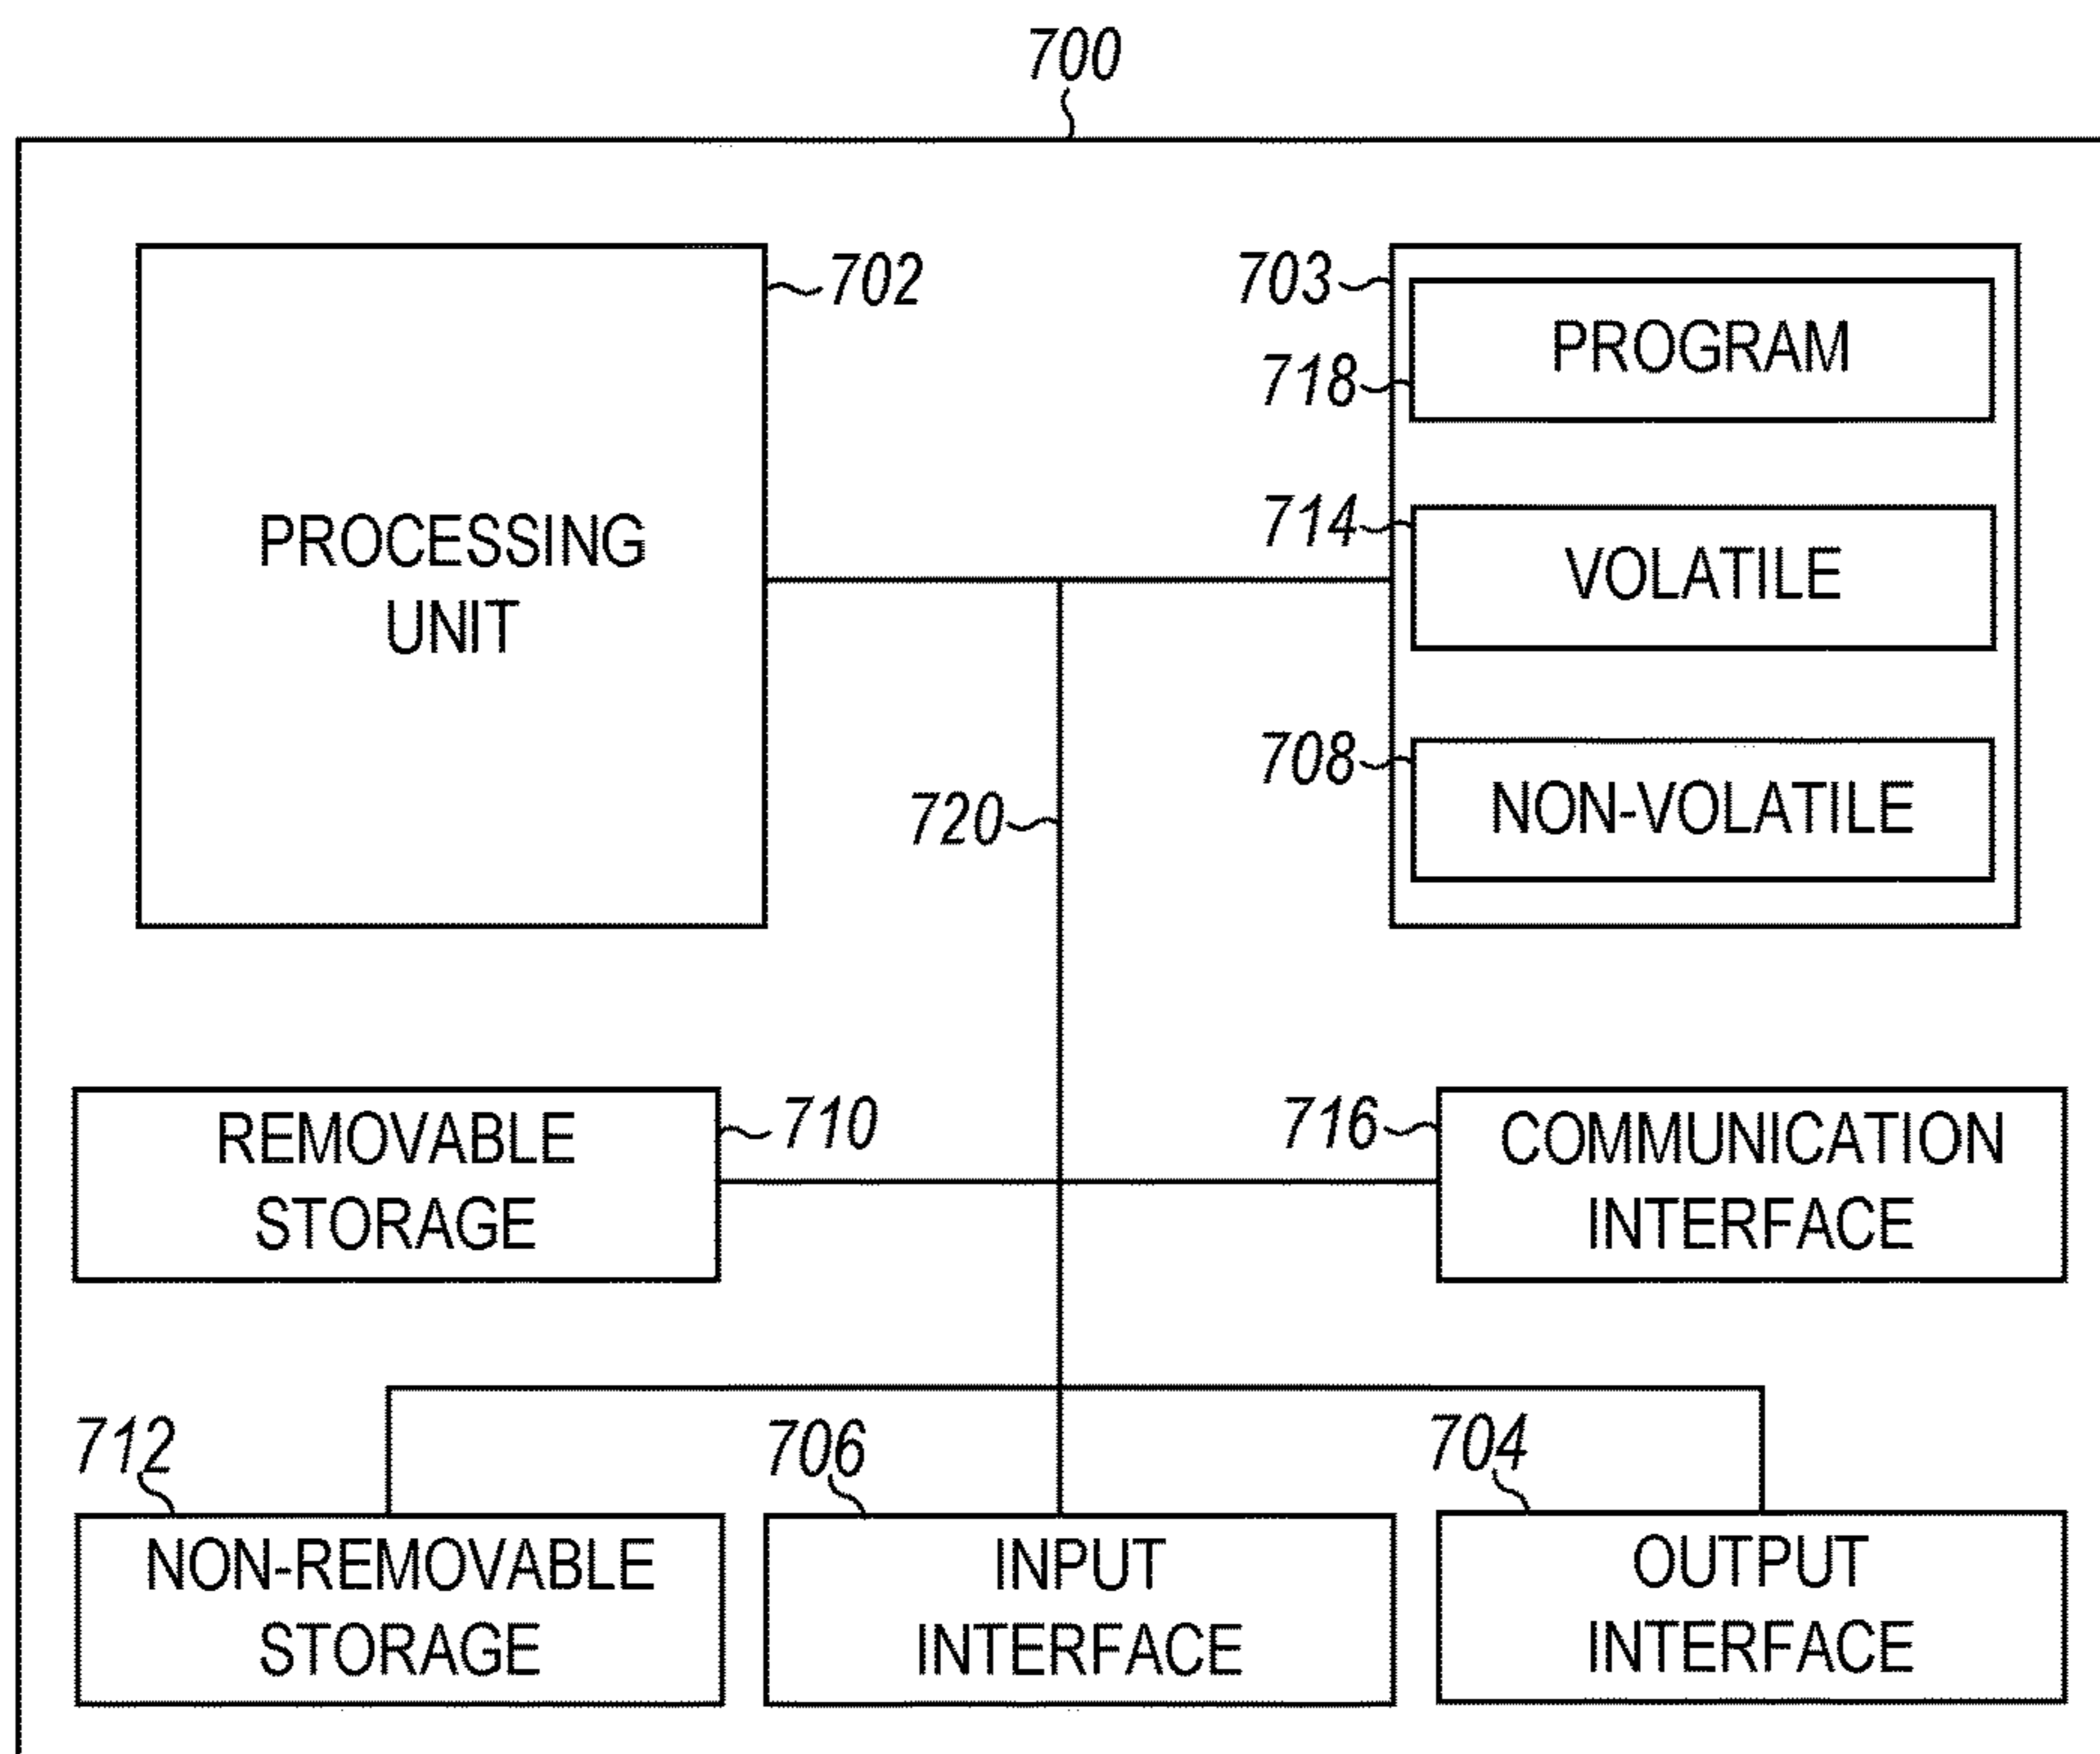 700
702
703
PROGRAM
718
714
VOLATILE
PROCESSING
UNIT
708
NON-VOLATILE
720
REMOVABLE
STORAGE
710
716
COMMUNICATION
INTERFACE
712
NON-REMOVABLE
STORAGE
706
INPUT
INTERFACE
704
OUTPUT
INTERFACE